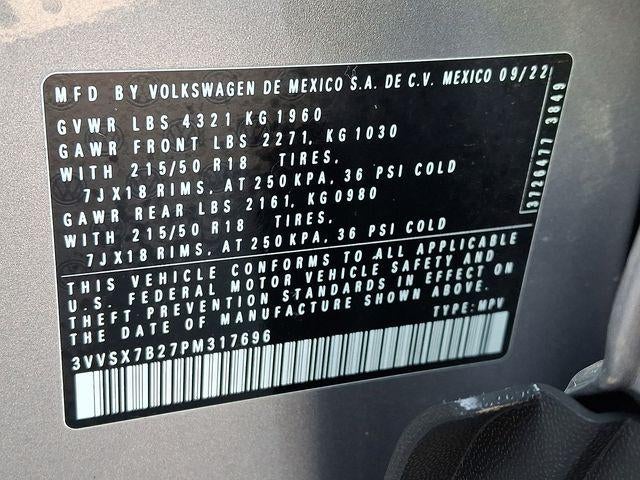 MFD BY VOLKSWAGEN DE MEXICO S.A. DE C.V. MEXICO 09/22
GVWR LBS 4321 KG 1960
GAWR FRONT LBS 2271, KG 1030
WITH 215/50 R18 TIRES,
7JX18 RIMS, AT 250 KPA, 36 PSI COLD
GAWR REAR LBS 2161, KG 0980
WITH 215/50 R18 TIRES,
7JX18 RIMS, AT 250 KPA, 36 PSI COLD
THIS VEHICLE CONFORMS TO ALL APPLICABLE
U.S. FEDERAL MOTOR VEHICLE SAFETY AND
THEFT PREVENTION STANDARDS IN EFFECT ON
THE DATE OF MANUFACTURE SHOWN ABOVE.
3VVSX7B27PM317696 TYPE: MPV
3726477 3849